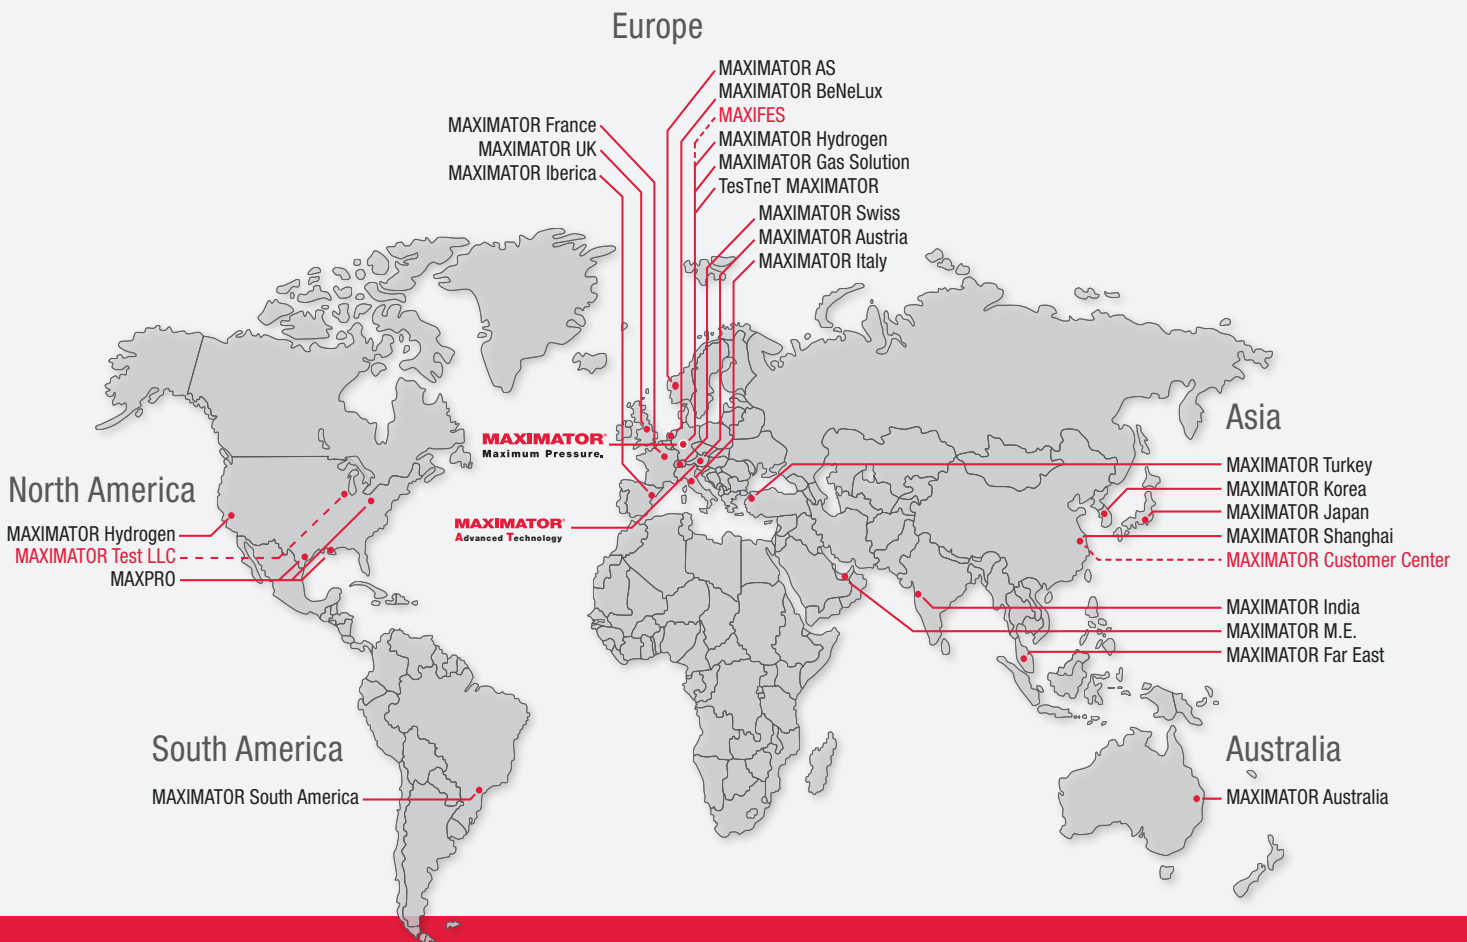 Europe
MAXIMATOR AS
MAXIMATOR BeNeLux
MAXIFES
MAXIMATOR Hydrogen
MAXIMATOR Gas Solution
TesTneT MAXIMATOR
MAXIMATOR France
MAXIMATOR UK
MAXIMATOR Iberica
MAXIMATOR Swiss
MAXIMATOR Austria
MAXIMATOR Italy
MAXIMATOR®
Maximum Pressure.
MAXIMATOR®
Advanced Technology
North America
MAXIMATOR Hydrogen
MAXIMATOR Test LLC
MAXPRO
Asia
MAXIMATOR Turkey
MAXIMATOR Korea
MAXIMATOR Japan
MAXIMATOR Shanghai
MAXIMATOR Customer Center
MAXIMATOR India
MAXIMATOR M.E.
MAXIMATOR Far East
South America
MAXIMATOR South America
Australia
MAXIMATOR Australia